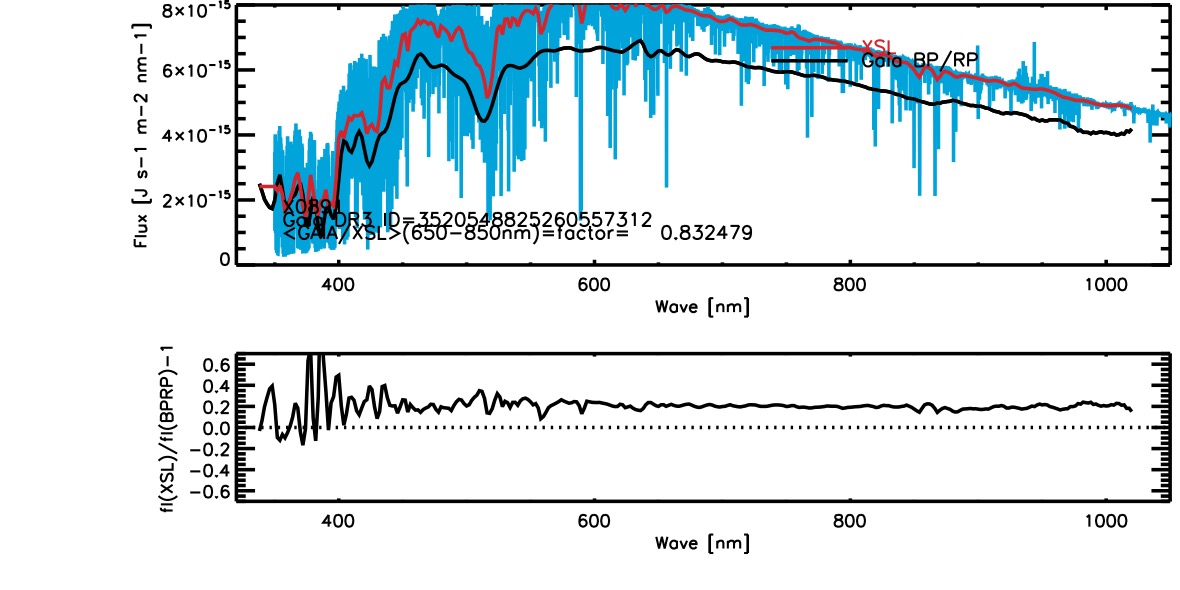 8×10⁻¹⁵
6×10⁻¹⁵
4×10⁻¹⁵
2×10⁻¹⁵
0
Flux [J s−1 m−2 nm−1]
XSL
Gaia BP/RP
Gaia DR3 ID=3520548825260557312
<GAIA/XSL>(650−850nm)=factor= 0.832479
400 600 800 1000
Wave [nm]
0.6
0.4
0.2
0.0
−0.2
−0.4
−0.6
fl(XSL)/fl(BPRP)−1
400 600 800 1000
Wave [nm]